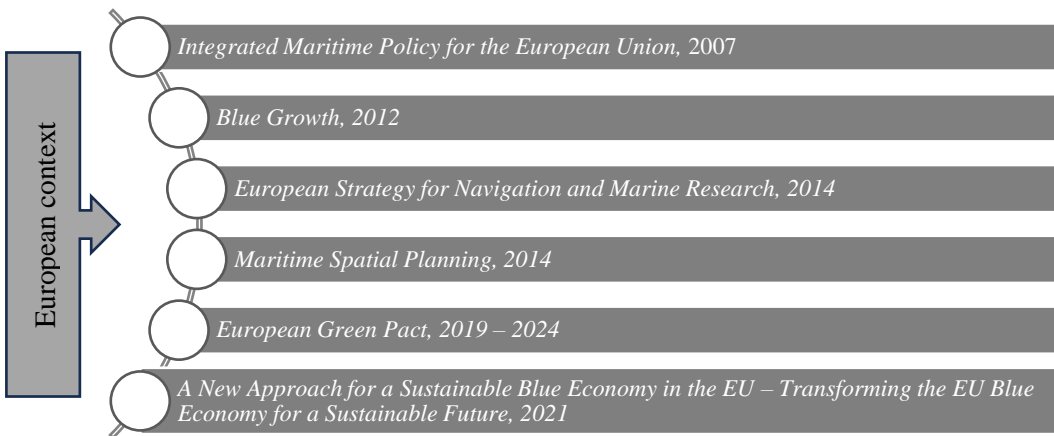 European context
Integrated Maritime Policy for the European Union, 2007
Blue Growth, 2012
European Strategy for Navigation and Marine Research, 2014
Maritime Spatial Planning, 2014
European Green Pact, 2019 – 2024
A New Approach for a Sustainable Blue Economy in the EU – Transforming the EU Blue
Economy for a Sustainable Future, 2021